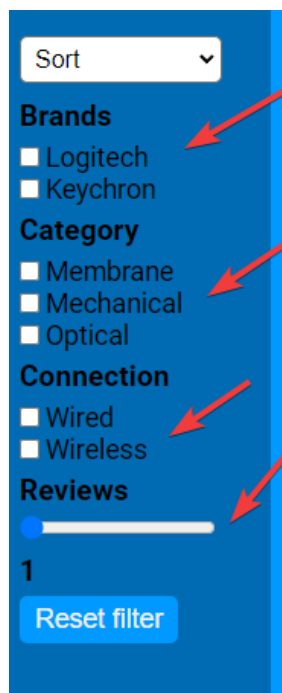 Sort
Brands
Logitech
Keychron
Category
Membrane
Mechanical
Optical
Connection
Wired
Wireless
Reviews
1
Reset filter